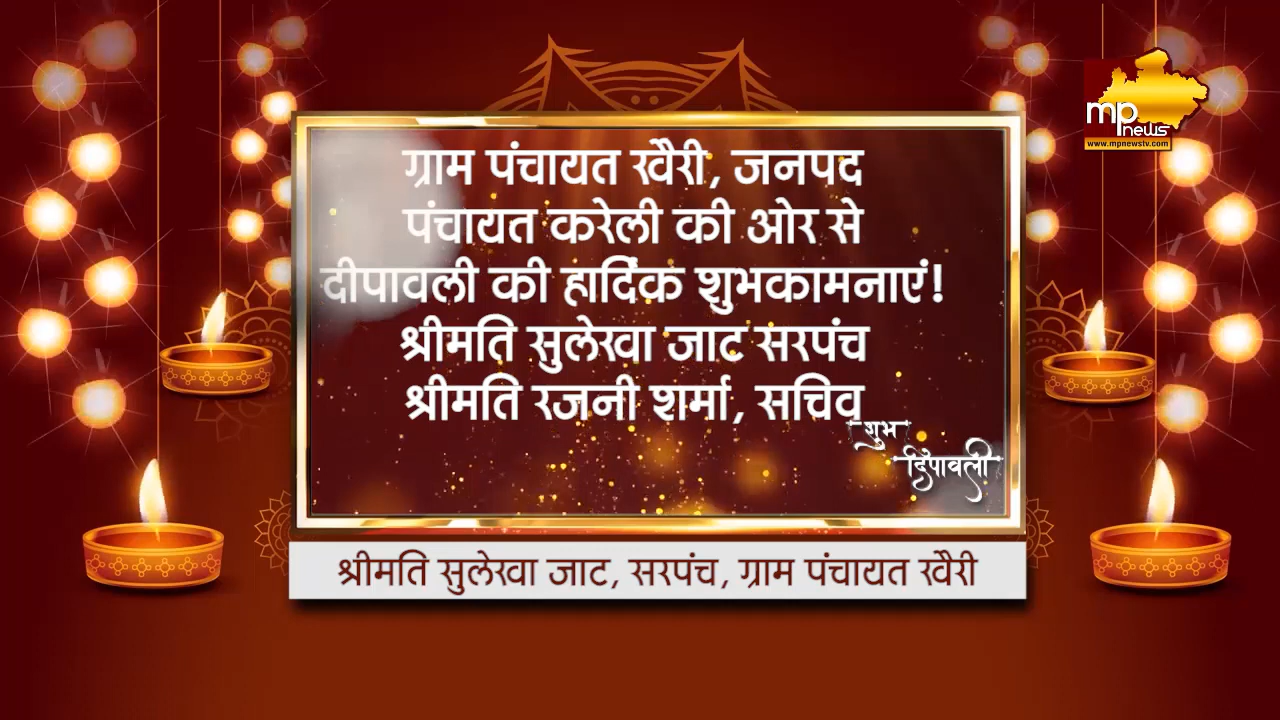 ग्राम पंचायत खैरी, जनपद
पंचायत करेली की ओर से
दीपावली की हार्दिक शुभकामनाएं!
श्रीमति सुलेखा जाट सरपंच
श्रीमति रजनी शर्मा, सचिव
शुभ
दिपावली
श्रीमति सुलेखा जाट, सरपंच, ग्राम पंचायत खैरी
mp
news
www.mpnewstv.com